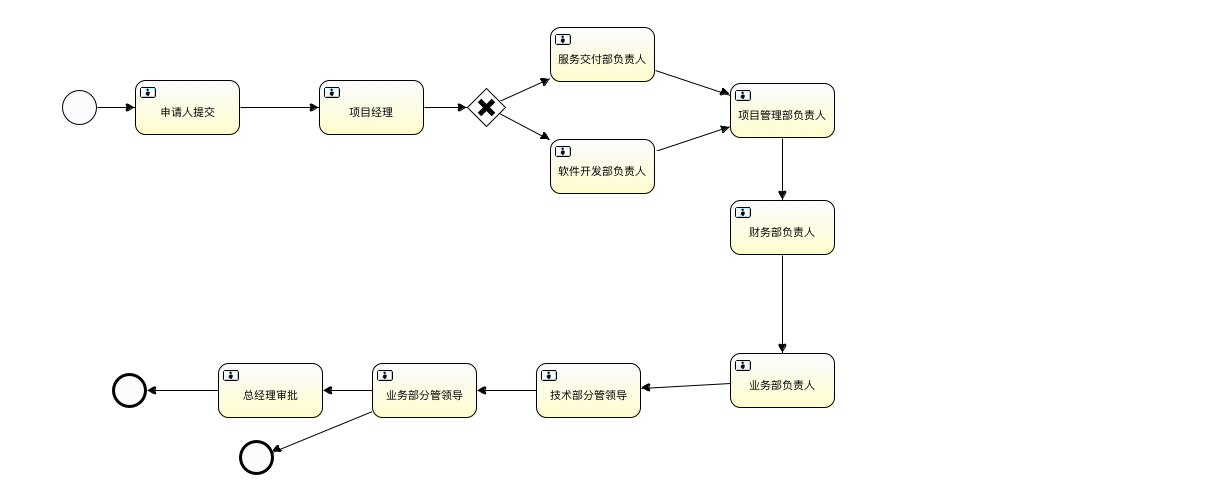 申请人提交
项目经理
服务交付部负责人
软件开发部负责人
项目管理部负责人
财务部负责人
业务部负责人
技术部分管领导
业务部分管领导
总经理审批